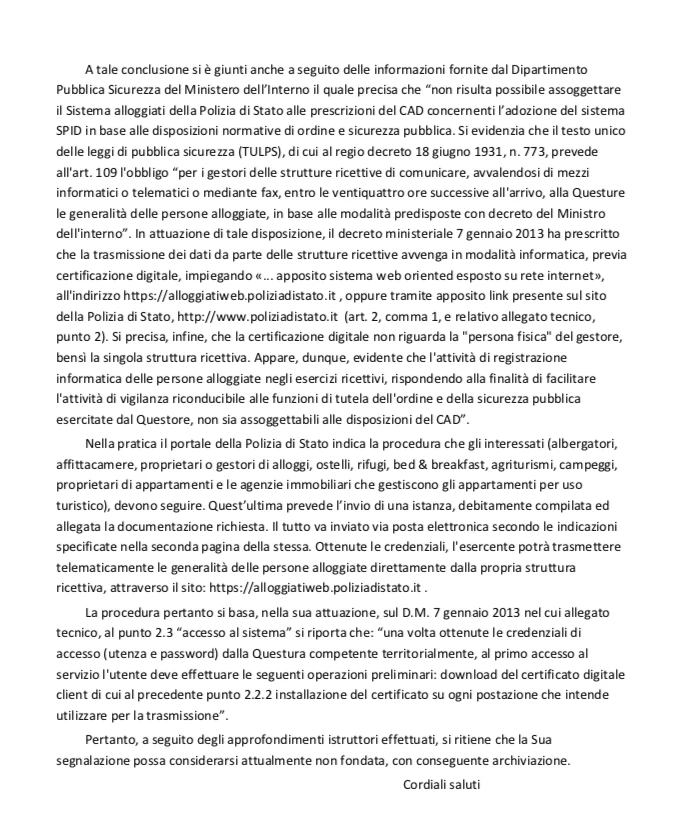 A tale conclusione si è giunti anche a seguito delle informazioni fornite dal Dipartimento
Pubblica Sicurezza del Ministero dell’Interno il quale precisa che “non risulta possibile assoggettare
il Sistema alloggiati della Polizia di Stato alle prescrizioni del CAD concernenti l’adozione del sistema
SPID in base alle disposizioni normative di ordine e sicurezza pubblica. Si evidenzia che il testo unico
delle leggi di pubblica sicurezza (TULPS), di cui al regio decreto 18 giugno 1931, n. 773, prevede
all'art. 109 l'obbligo “per i gestori delle strutture ricettive di comunicare, avvalendosi di mezzi
informatici o telematici o mediante fax, entro le ventiquattro ore successive all'arrivo, alla Questure
le generalità delle persone alloggiate, in base alle modalità predisposte con decreto del Ministro
dell'interno”. In attuazione di tale disposizione, il decreto ministeriale 7 gennaio 2013 ha prescritto
che la trasmissione dei dati da parte delle strutture ricettive avvenga in modalità informatica, previa
certificazione digitale, impiegando «... apposito sistema web oriented esposto su rete internet»,
all'indirizzo https://alloggiatiweb.poliziadistato.it , oppure tramite apposito link presente sul sito
della Polizia di Stato, http://www.poliziadistato.it (art. 2, comma 1, e relativo allegato tecnico,
punto 2). Si precisa, infine, che la certificazione digitale non riguarda la "persona fisica" del gestore,
bensì la singola struttura ricettiva. Appare, dunque, evidente che l'attività di registrazione
informatica delle persone alloggiate negli esercizi ricettivi, rispondendo alla finalità di facilitare
l'attività di vigilanza riconducibile alle funzioni di tutela dell'ordine e della sicurezza pubblica
esercitate dal Questore, non sia assoggettabili alle disposizioni del CAD”.
Nella pratica il portale della Polizia di Stato indica la procedura che gli interessati (albergatori,
affittacamere, proprietari o gestori di alloggi, ostelli, rifugi, bed & breakfast, agriturismi, campeggi,
proprietari di appartamenti e le agenzie immobiliari che gestiscono gli appartamenti per uso
turistico), devono seguire. Quest’ultima prevede l’invio di una istanza, debitamente compilata ed
allegata la documentazione richiesta. Il tutto va inviato via posta elettronica secondo le indicazioni
specificate nella seconda pagina della stessa. Ottenute le credenziali, l'esercente potrà trasmettere
telematicamente le generalità delle persone alloggiate direttamente dalla propria struttura
ricettiva, attraverso il sito: https://alloggiatiweb.poliziadistato.it .
La procedura pertanto si basa, nella sua attuazione, sul D.M. 7 gennaio 2013 nel cui allegato
tecnico, al punto 2.3 “accesso al sistema” si riporta che: “una volta ottenute le credenziali di
accesso (utenza e password) dalla Questura competente territorialmente, al primo accesso al
servizio l'utente deve effettuare le seguenti operazioni preliminari: download del certificato digitale
client di cui al precedente punto 2.2.2 installazione del certificato su ogni postazione che intende
utilizzare per la trasmissione”.
Pertanto, a seguito degli approfondimenti istruttori effettuati, si ritiene che la Sua
segnalazione possa considerarsi attualmente non fondata, con conseguente archiviazione.
Cordiali saluti